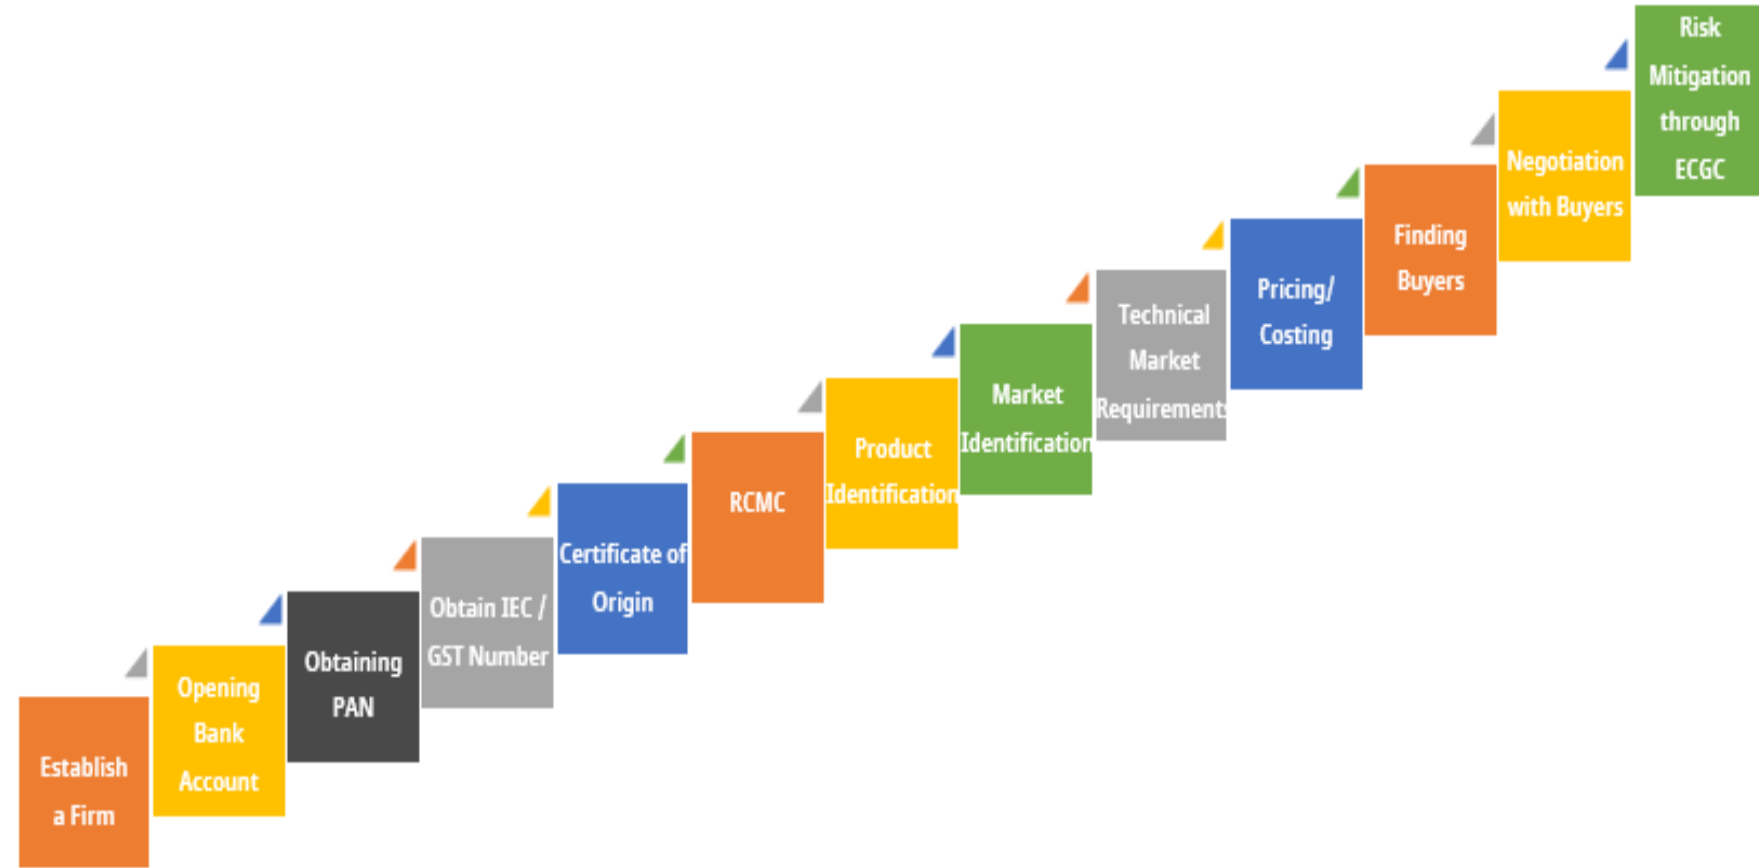 Establish
a Firm
Opening
Bank
Account
Obtaining
PAN
Obtain IEC /
GST Number
Certificate of
Origin
RCMC
Product
Identification
Market
Identification
Technical
Market
Requirements
Pricing/
Costing
Finding
Buyers
Negotiation
with Buyers
Risk
Mitigation
through
ECGC